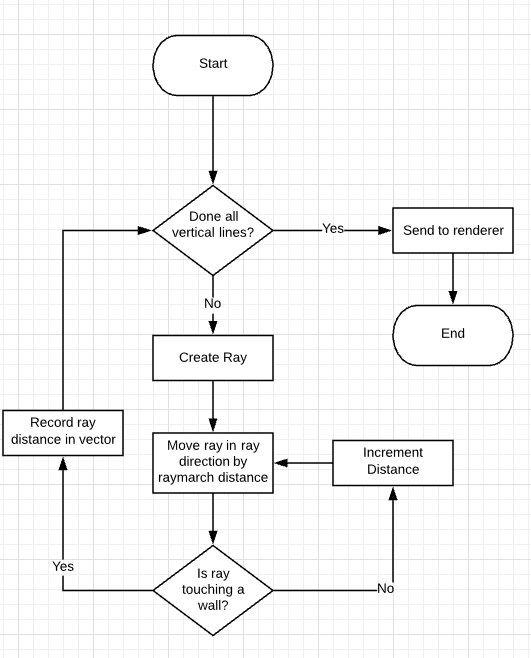 Start
Done all
vertical lines?
Yes
Send to renderer
No
End
Create Ray
Record ray
distance in vector
Move ray in ray
direction by
raymarch distance
Increment
Distance
Yes
Is ray
touching a
wall?
No